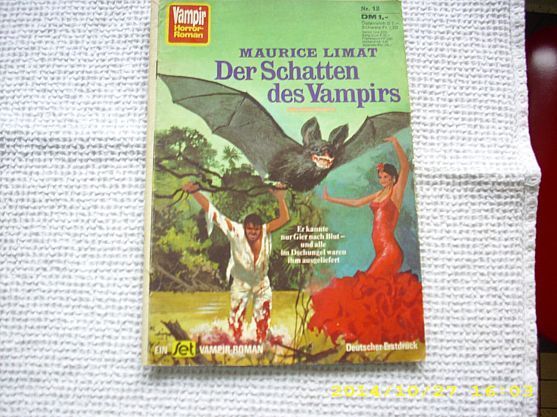 Vampir
Horror-
Roman
Nr. 12
DM 1,-
MAURICE LIMAT
Der Schatten
des Vampirs
Er kannte
nur Gier nach Blut –
und alle
im Dschungel waren
ihm ausgeliefert
EIN Jet VAMPIR-ROMAN
Deutscher Erstdruck
2014/10/27 16:03